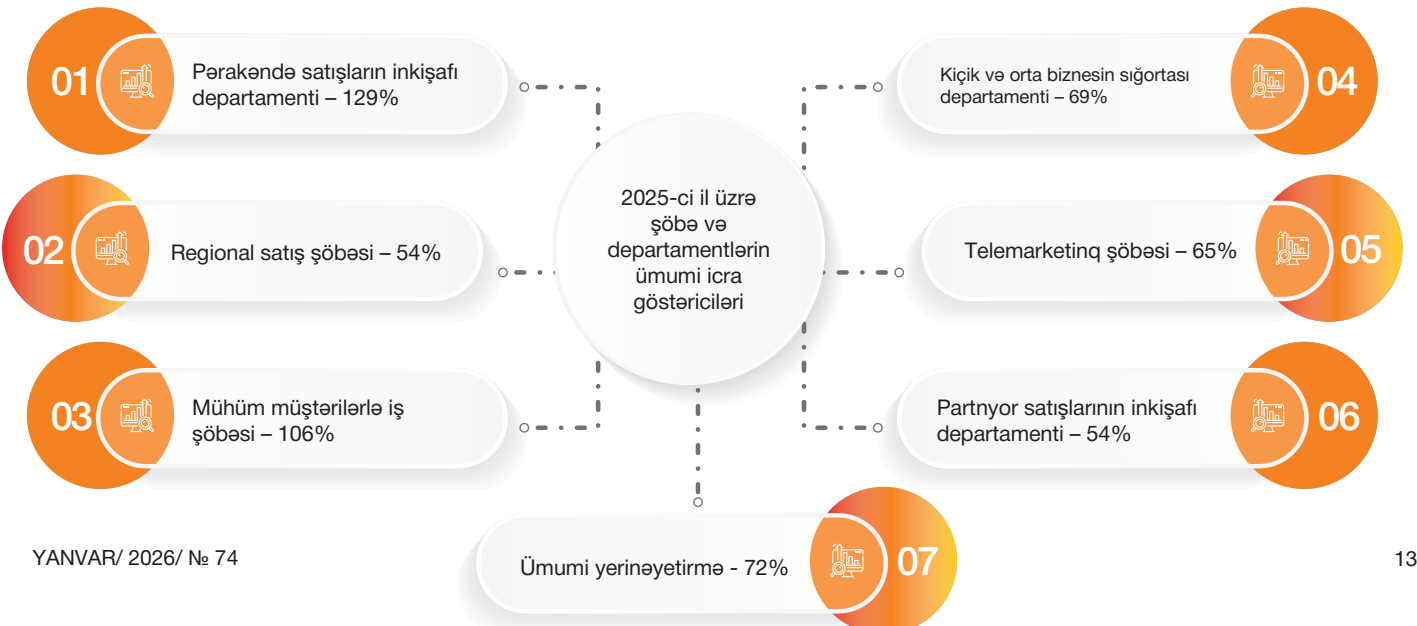 01
Pərakəndə satışların inkişafı
departamenti – 129%
02
Regional satış şöbəsi – 54%
03
Mühüm müştərilərlə iş
şöbəsi – 106%
2025-ci il üzrə
şöbə və
departamentlərin
ümumi icra
göstəriciləri
Kiçik və orta biznesin sığortası
departamenti – 69%
04
Telemarketinq şöbəsi – 65%
05
Partnyor satışlarının inkişafı
departamenti – 54%
06
Ümumi yerinəyetirmə - 72%
07
YANVAR/ 2026/ № 74
13